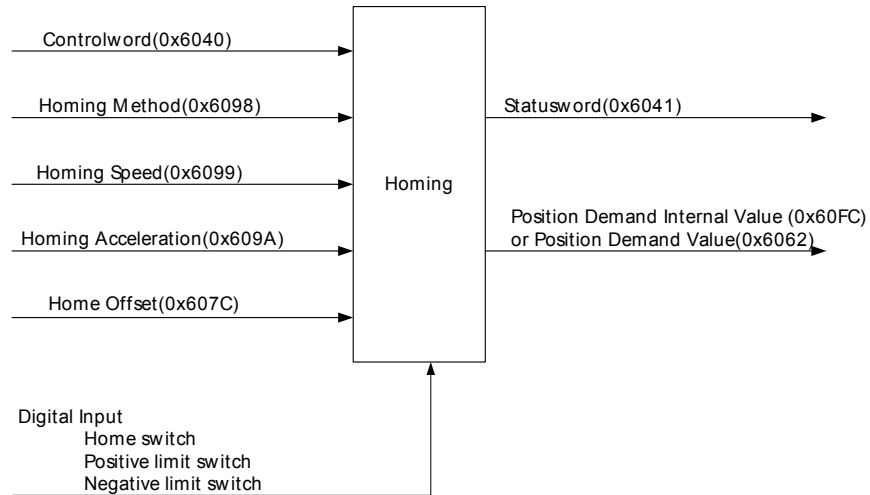 Controlword(0x6040)
Homing Method(0x6098)
Homing Speed(0x6099)
Homing Acceleration(0x609A)
Home Offset(0x607C)
Homing
Statusword(0x6041)
Position Demand Internal Value (0x60FC)
or Position Demand Value(0x6062)
Digital Input
Home switch
Positive limit switch
Negative limit switch